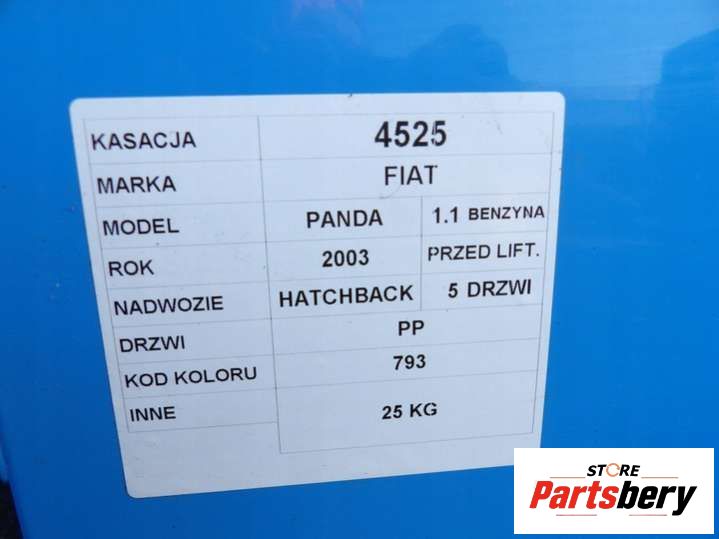 KASACJA 4525
MARKA FIAT
MODEL PANDA 1.1 BENZYNA
ROK 2003 PRZED LIFT.
NADWOZIE HATCHBACK 5 DRZWI
DRZWI PP
KOD KOLORU 793
INNE 25 KG
STORE
Partsbery